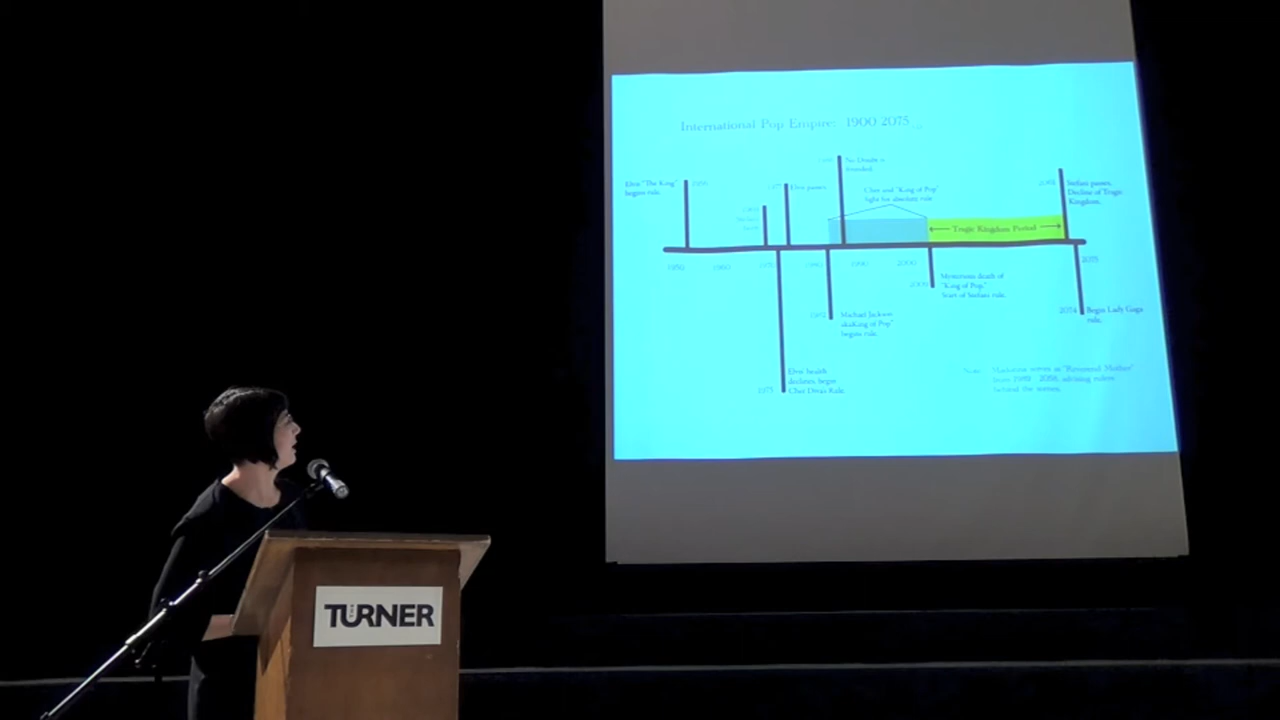 International Pop Empire: 1900 2075
Elvis "The King"
begins rule.
1956
1977
Elvis passes.
No Doubt is
founded.
Cher and "King of Pop"
fight for absolute rule.
Stefani passes.
Decline of Tragic
Kingdom.
Tragic Kingdom Period
1950
1960
1970
1980
1990
2000
2075
2009
Mysterious death of
"King of Pop."
Start of Stefani rule.
1982
Michael Jackson
"King of Pop"
begins rule.
2074
Begin Lady Gaga
rule.
1975
Elvis health
declines, begin
Cher Divas Rule.
Note: Madonna serves as "Reverend Mother"
from 1989 - 2056 advising rulers
behind the scenes.
THE TURNER